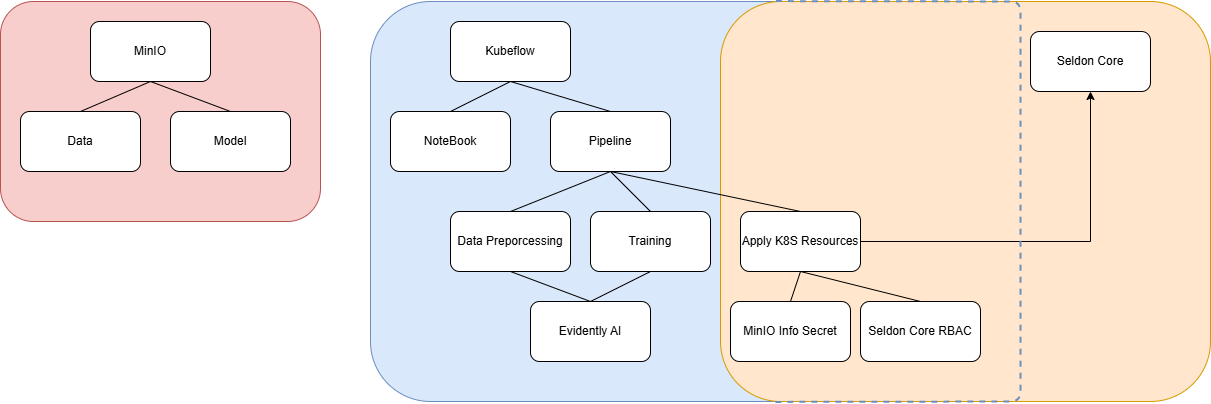 MinIO
Data
Model
Kubeflow
NoteBook
Pipeline
Data Preporcessing
Training
Evidently AI
Apply K8S Resources
MinIO Info Secret
Seldon Core RBAC
Seldon Core